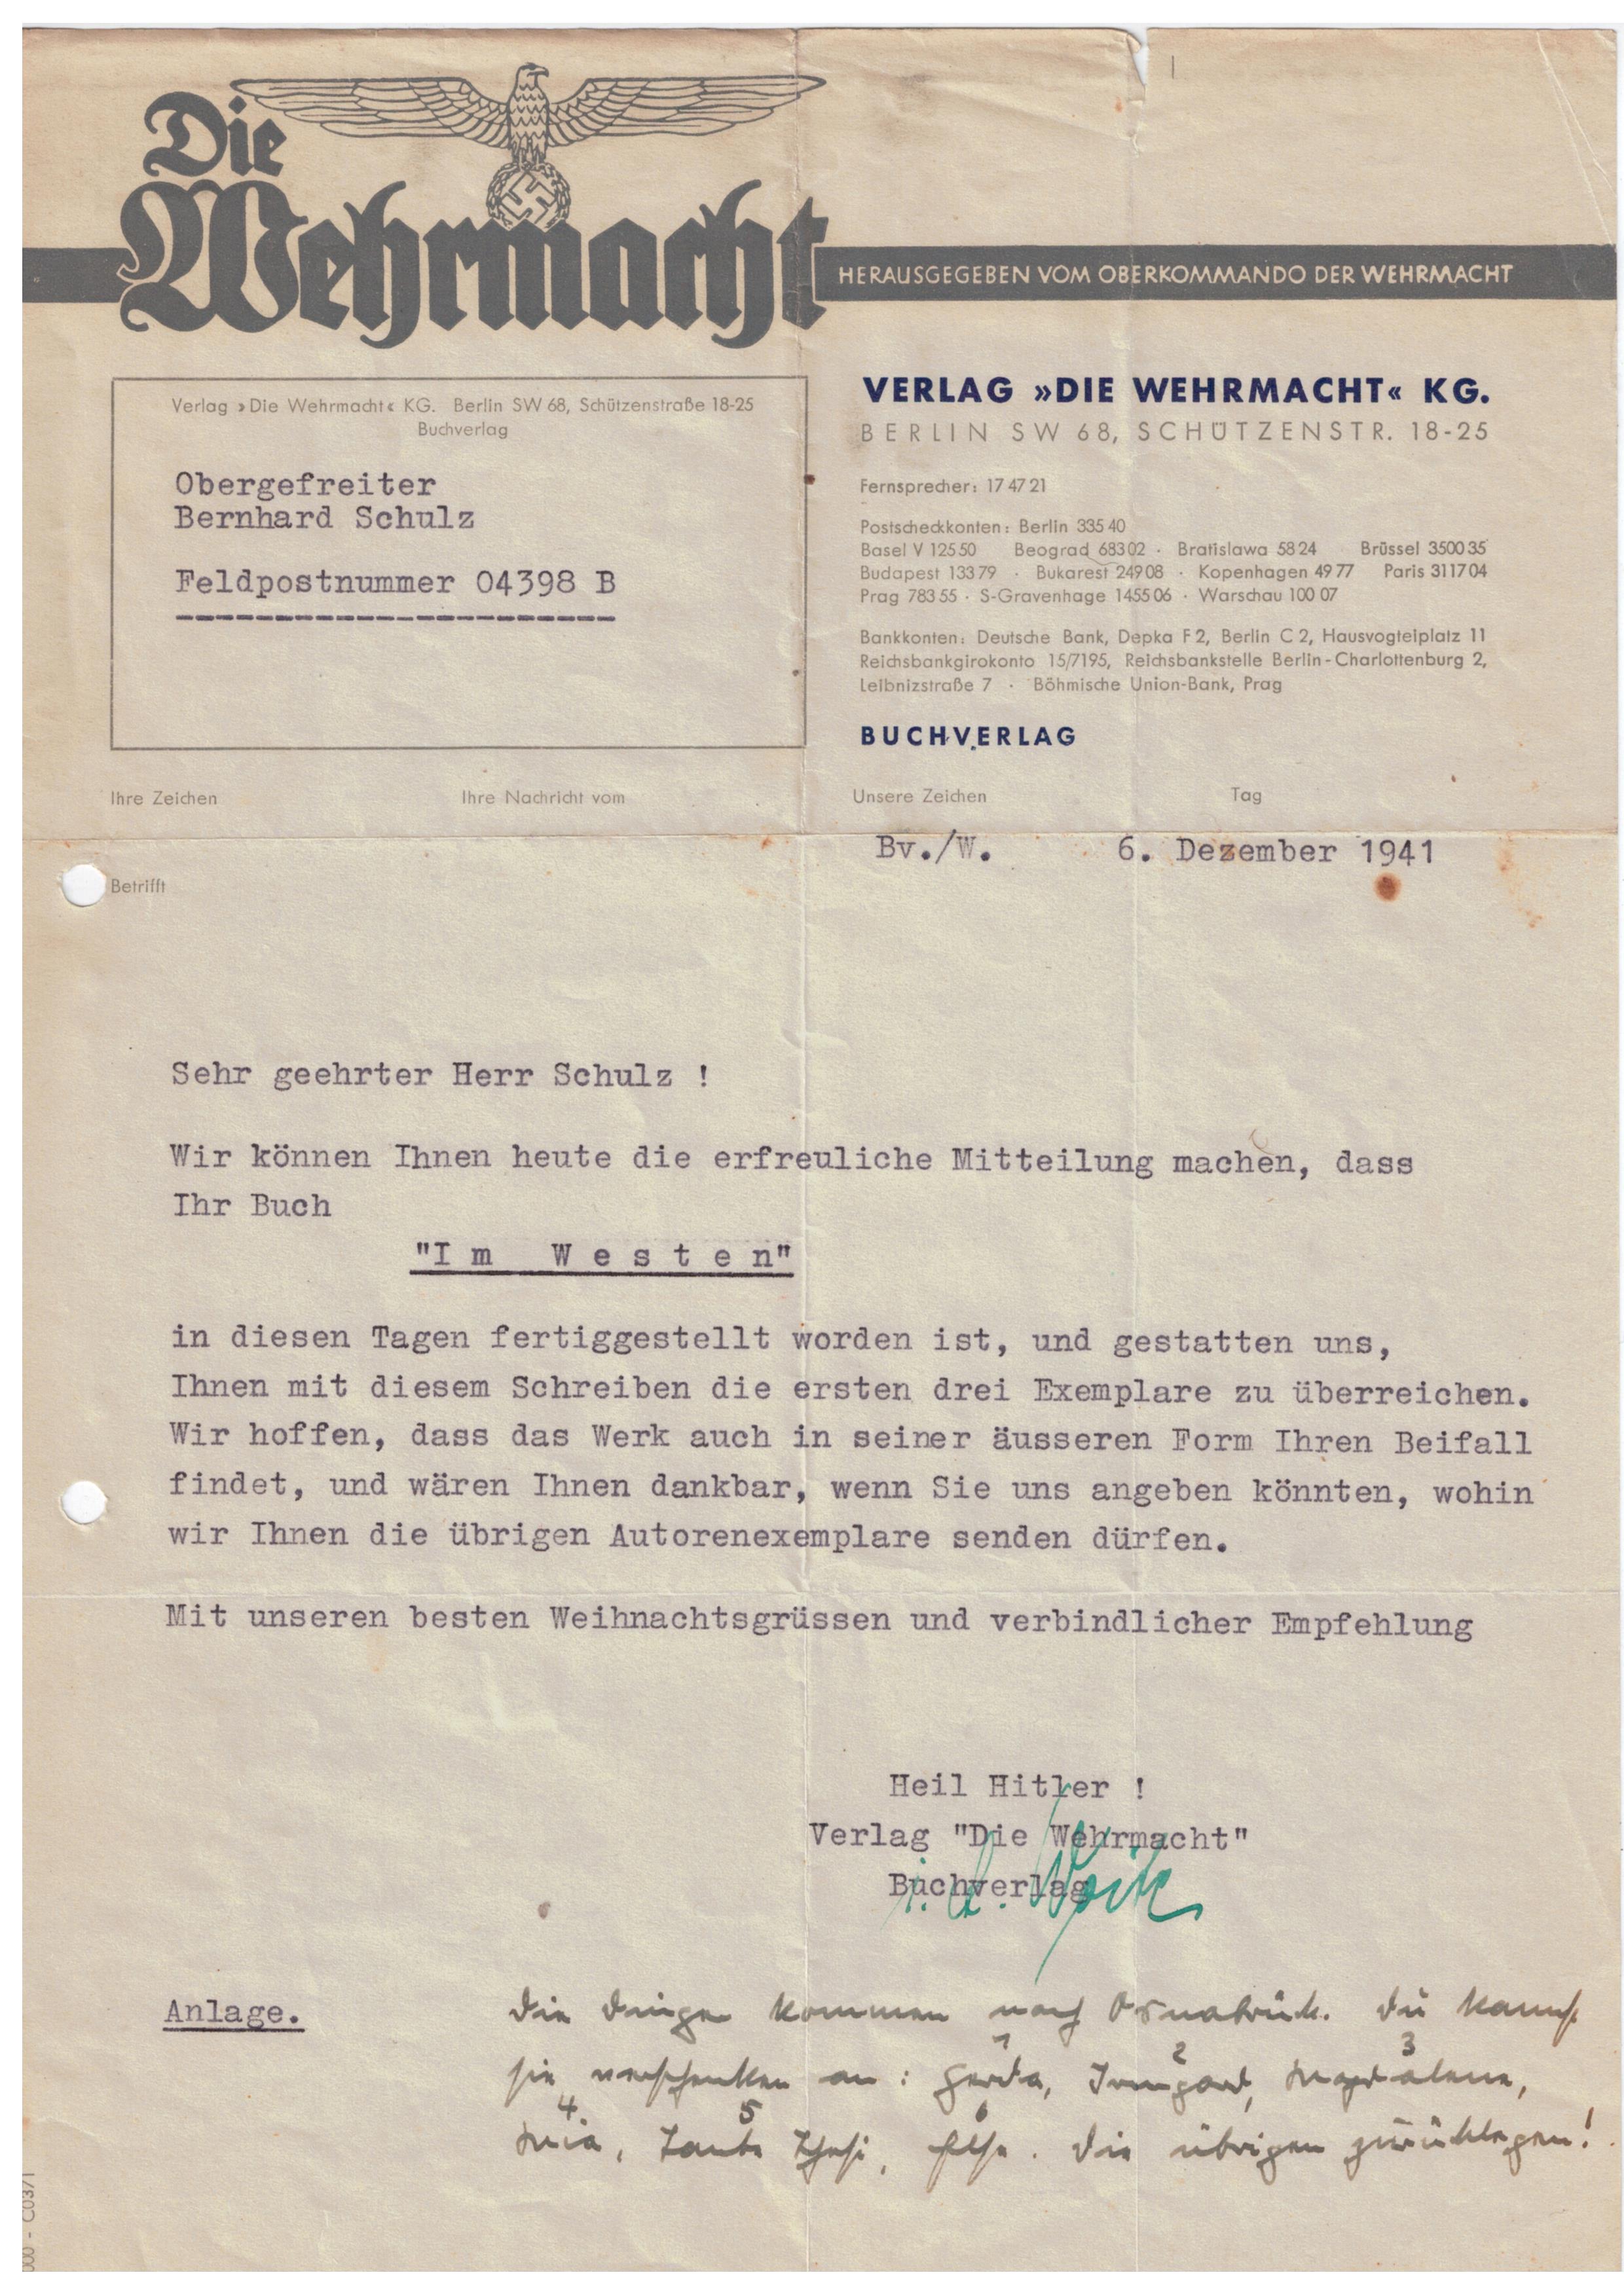 Die
Wehrmacht
HERAUSGEGEBEN VOM OBERKOMMANDO DER WEHRMACHT
Verlag »Die Wehrmacht« KG. Berlin SW 68, Schützenstraße 18-25
Buchverlag
Obergefreiter
Bernhard Schulz
Feldpostnummer 04398 B
VERLAG »DIE WEHRMACHT« KG.
BERLIN SW 68, SCHÜTZENSTR. 18-25
Fernsprecher: 17 47 21
Postscheckkonten: Berlin 335 40
Basel V 125 50 Beograd 683 02 · Bratislawa 58 24 Brüssel 3500 35
Budapest 133 79 · Bukarest 249 08 · Kopenhagen 49 77 Paris 3117 04
Prag 783 55 · S-Gravenhage 1455 06 · Warschau 100 07
Bankkonten: Deutsche Bank, Depka F 2, Berlin C 2, Hausvogteiplatz 11
Reichsbankgirokonto 15/7195, Reichsbankstelle Berlin-Charlottenburg 2,
Leibnizstraße 7 · Böhmische Union-Bank, Prag
BUCHVERLAG
Ihre Zeichen Ihre Nachricht vom Unsere Zeichen Tag
Bv./W. 6. Dezember 1941
Betrifft
Sehr geehrter Herr Schulz !
Wir können Ihnen heute die erfreuliche Mitteilung machen, dass
Ihr Buch
"I m W e s t e n"
in diesen Tagen fertiggestellt worden ist, und gestatten uns,
Ihnen mit diesem Schreiben die ersten drei Exemplare zu überreichen.
Wir hoffen, dass das Werk auch in seiner äusseren Form Ihren Beifall
findet, und wären Ihnen dankbar, wenn Sie uns angeben könnten, wohin
wir Ihnen die übrigen Autorenexemplare senden dürfen.
Mit unseren besten Weihnachtsgrüssen und verbindlicher Empfehlung
Heil Hitler !
Verlag "Die Wehrmacht"
Buchverlag
i. A.
Anlage.
Die Dinger kommen nach Osnabrück. Du kannst
1 2 3
sie verschenken an : Gerda, Irmgard, Magdalene,
4 5 6
Mia, Tante Thesi, Else. Die übrigen zurücklegen!